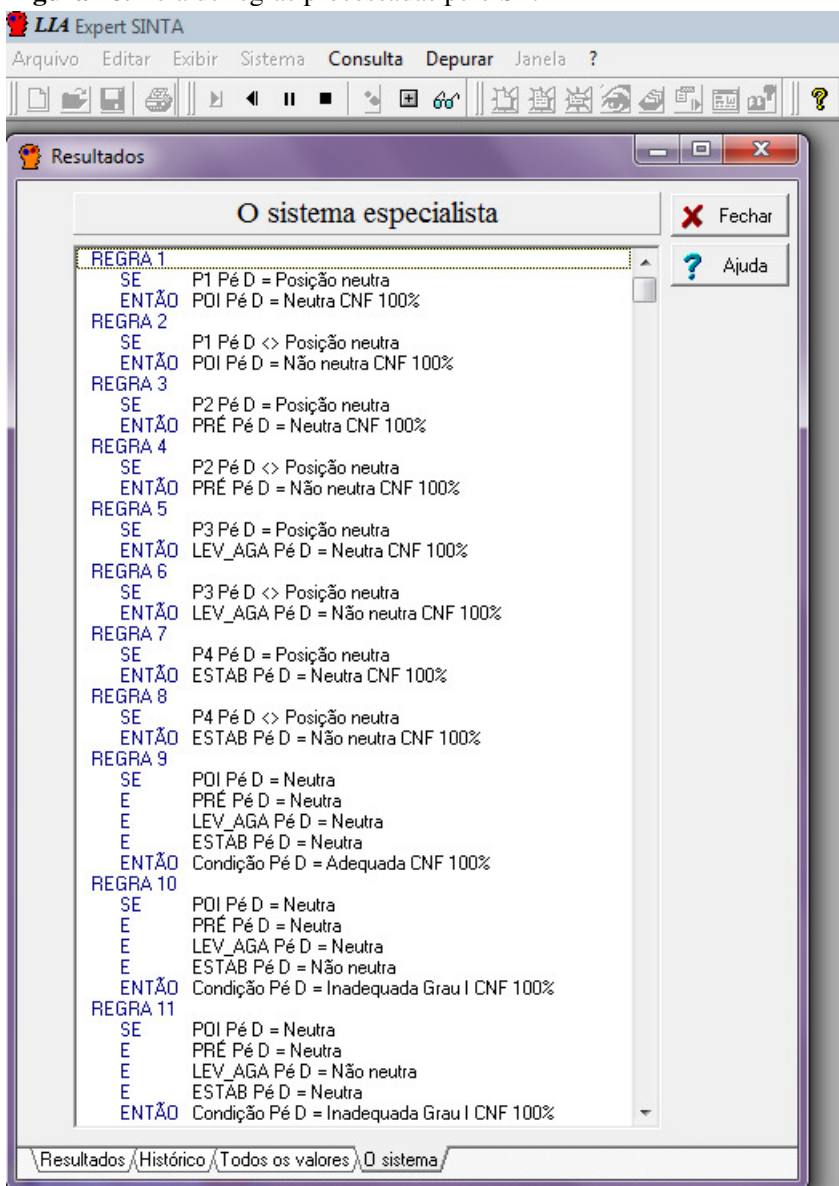 LIA Expert SINTA
Arquivo Editar Exibir Sistema Consulta Depurar Janela ?
Resultados
O sistema especialista
Fechar
Ajuda
REGRA 1
SE P1 Pé D = Posição neutra
ENTÃO POI Pé D = Neutra CNF 100%
REGRA 2
SE P1 Pé D <> Posição neutra
ENTÃO POI Pé D = Não neutra CNF 100%
REGRA 3
SE P2 Pé D = Posição neutra
ENTÃO PRÉ Pé D = Neutra CNF 100%
REGRA 4
SE P2 Pé D <> Posição neutra
ENTÃO PRÉ Pé D = Não neutra CNF 100%
REGRA 5
SE P3 Pé D = Posição neutra
ENTÃO LEV_AGA Pé D = Neutra CNF 100%
REGRA 6
SE P3 Pé D <> Posição neutra
ENTÃO LEV_AGA Pé D = Não neutra CNF 100%
REGRA 7
SE P4 Pé D = Posição neutra
ENTÃO ESTAB Pé D = Neutra CNF 100%
REGRA 8
SE P4 Pé D <> Posição neutra
ENTÃO ESTAB Pé D = Não neutra CNF 100%
REGRA 9
SE POI Pé D = Neutra
E PRÉ Pé D = Neutra
E LEV_AGA Pé D = Neutra
E ESTAB Pé D = Neutra
ENTÃO Condição Pé D = Adequada CNF 100%
REGRA 10
SE POI Pé D = Neutra
E PRÉ Pé D = Neutra
E LEV_AGA Pé D = Neutra
E ESTAB Pé D = Não neutra
ENTÃO Condição Pé D = Inadequada Grau I CNF 100%
REGRA 11
SE POI Pé D = Neutra
E PRÉ Pé D = Neutra
E LEV_AGA Pé D = Não neutra
E ESTAB Pé D = Neutra
ENTÃO Condição Pé D = Inadequada Grau I CNF 100%
Resultados Histórico Todos os valores O sistema